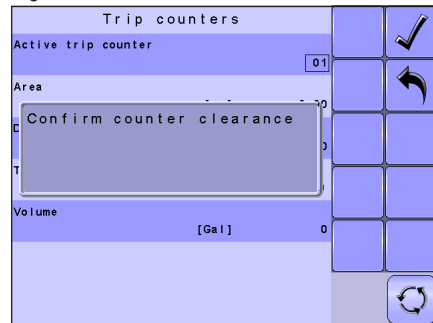 Trip counters
Active trip counter
01
Area
Confirm counter clearance
Volume
[Gal] 0